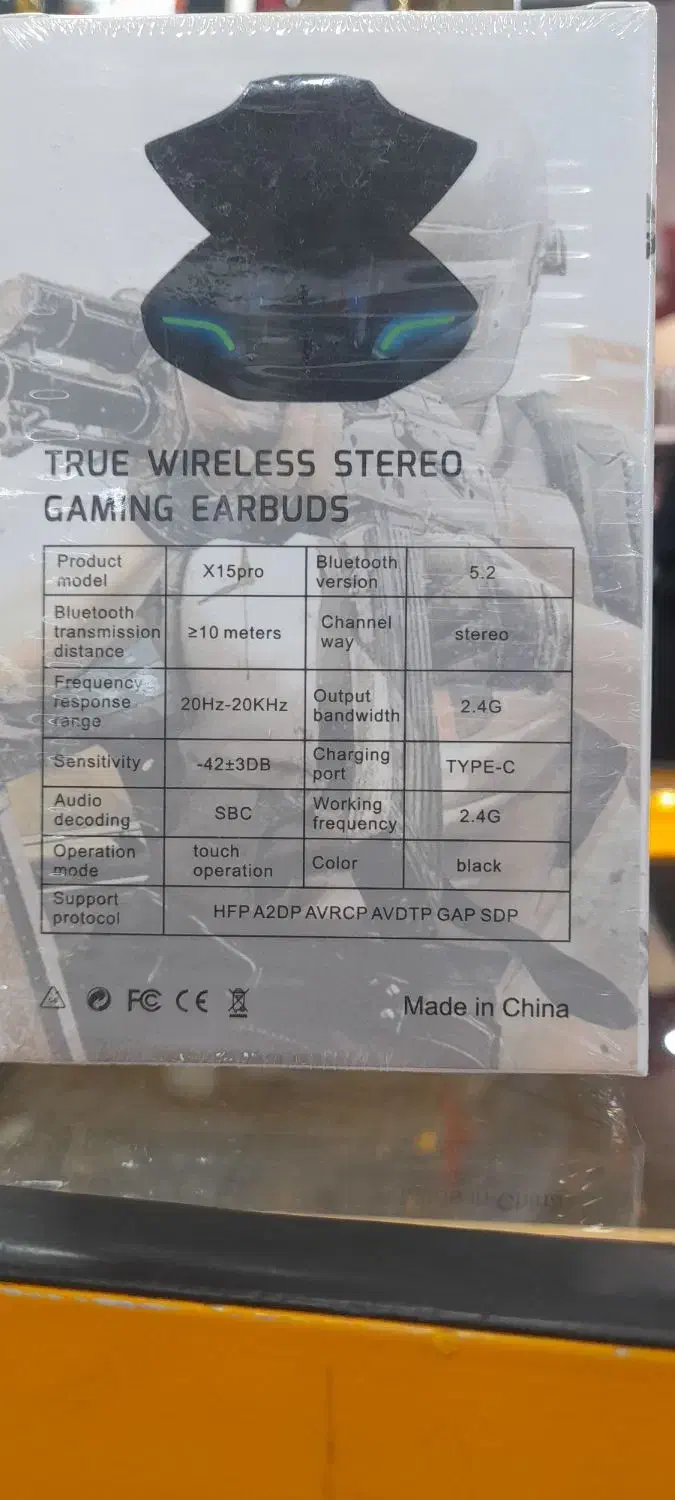 TRUE WIRELESS STEREO
GAMING EARBUDS
Product
model
X15pro
Bluetooth
version
5.2
Bluetooth
transmission
distance
≥10 meters
Channel
way
stereo
Frequency
response
range
20Hz-20KHz
Output
bandwidth
2.4G
Sensitivity
-42±3DB
Charging
port
TYPE-C
Audio
decoding
SBC
Working
frequency
2.4G
Operation
mode
touch
operation
Color
black
Support
protocol
HFP A2DP AVRCP AVDTP GAP SDP
FC CE
Made in China
Made in China